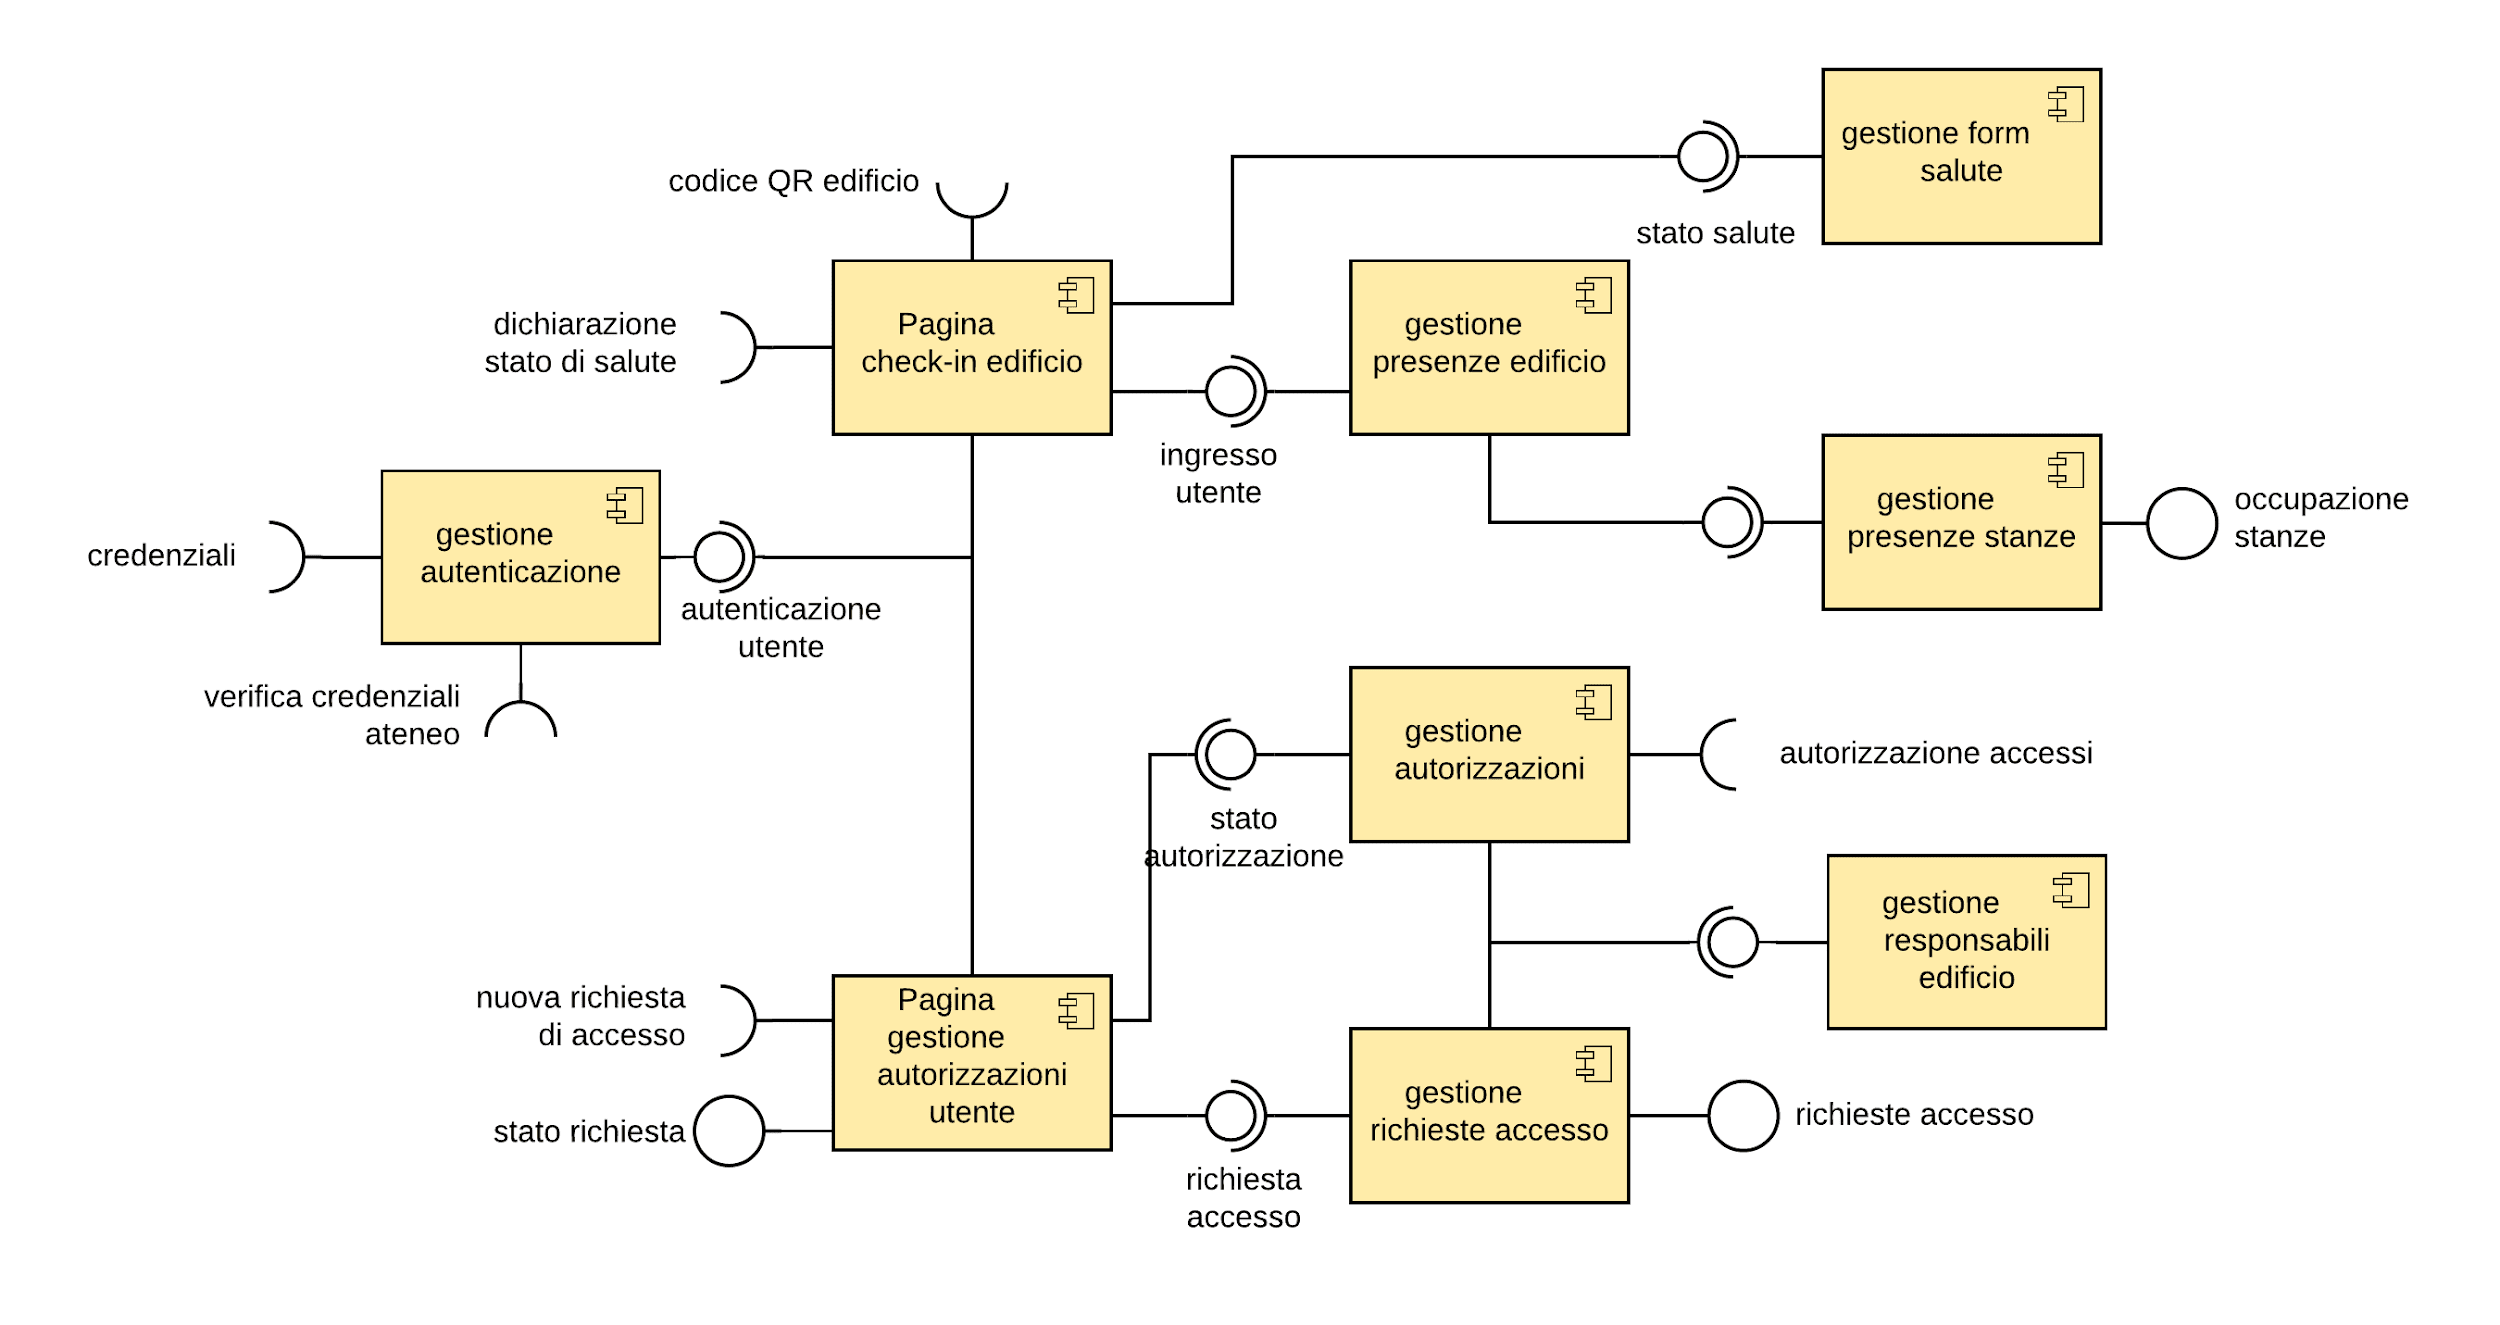 gestione form
salute
codice QR edificio
stato salute
dichiarazione
stato di salute
Pagina
check-in edificio
gestione
presenze edificio
ingresso
utente
gestione
presenze stanze
occupazione
stanze
credenziali
gestione
autenticazione
autenticazione
utente
verifica credenziali
ateneo
gestione
autorizzazioni
autorizzazione accessi
stato
autorizzazione
gestione
responsabili
edificio
nuova richiesta
di accesso
Pagina
gestione
autorizzazioni
utente
stato richiesta
gestione
richieste accesso
richieste accesso
richiesta
accesso